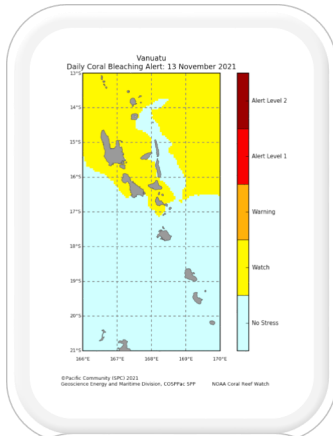 Vanuatu
Daily Coral Bleaching Alert: 13 November 2021
13°S
14°S
15°S
16°S
17°S
18°S
19°S
20°S
21°S
166°E 167°E 168°E 169°E 170°E
Alert Level 2
Alert Level 1
Warning
Watch
No Stress
©Pacific Community (SPC) 2021
Geoscience Energy and Maritime Division, COSPPac SPP NOAA Coral Reef Watch